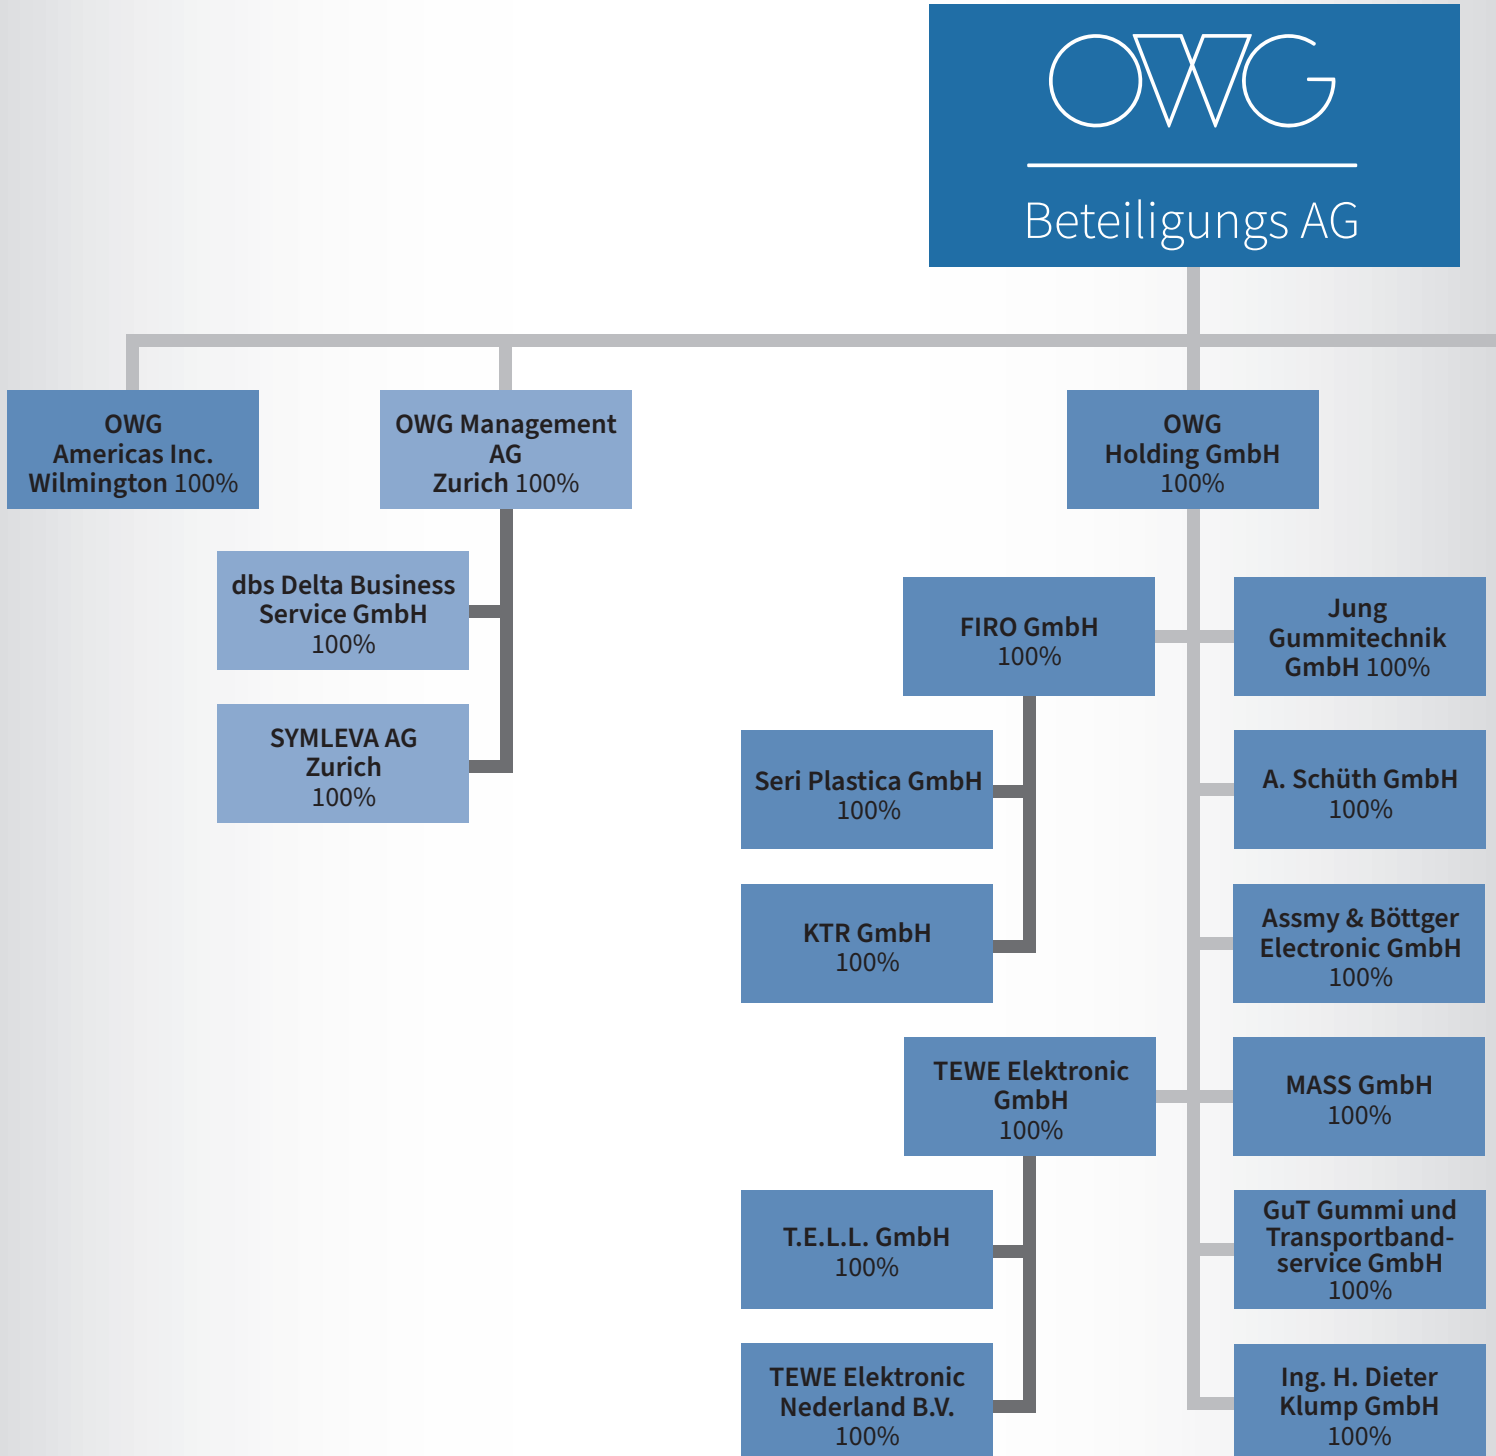 OWG
Beteiligungs AG
OWG
Americas Inc.
Wilmington 100%
OWG Management
AG
Zurich 100%
OWG
Holding GmbH
100%
dbs Delta Business
Service GmbH
100%
SYMLEVA AG
Zurich
100%
FIRO GmbH
100%
Jung
Gummitechnik
GmbH 100%
Seri Plastica GmbH
100%
A. Schüth GmbH
100%
KTR GmbH
100%
Assmy & Böttger
Electronic GmbH
100%
TEWE Elektronic
GmbH
100%
MASS GmbH
100%
T.E.L.L. GmbH
100%
GuT Gummi und
Transportband-
service GmbH
100%
TEWE Elektronic
Nederland B.V.
100%
Ing. H. Dieter
Klump GmbH
100%